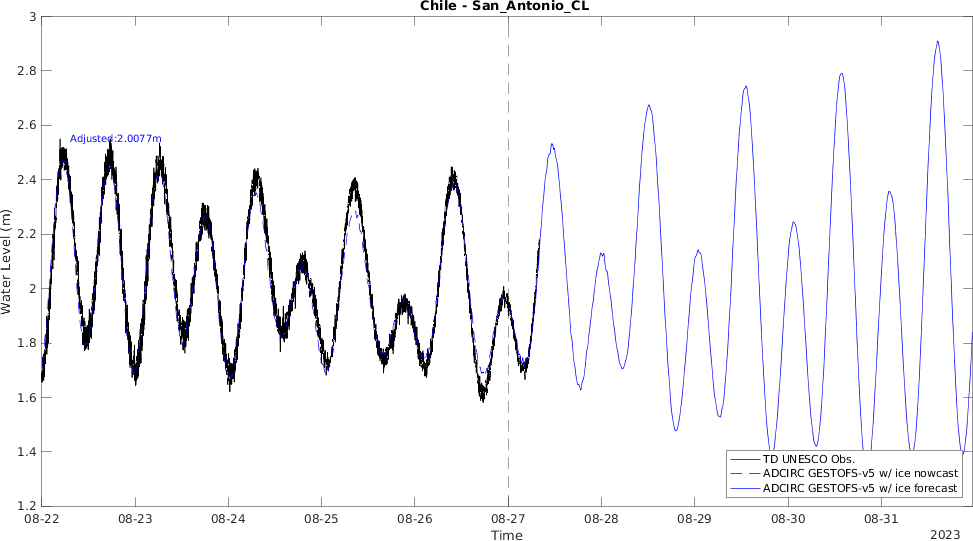 Chile - San_Antonio_CL
3
2.8
2.6
2.4
2.2
2
1.8
1.6
1.4
1.2
Water Level (m)
Adjusted:2.0077m
TD UNESCO Obs.
ADCIRC GESTOFS-v5 w/ ice nowcast
ADCIRC GESTOFS-v5 w/ ice forecast
08-22 08-23 08-24 08-25 08-26 08-27 08-28 08-29 08-30 08-31
Time
2023